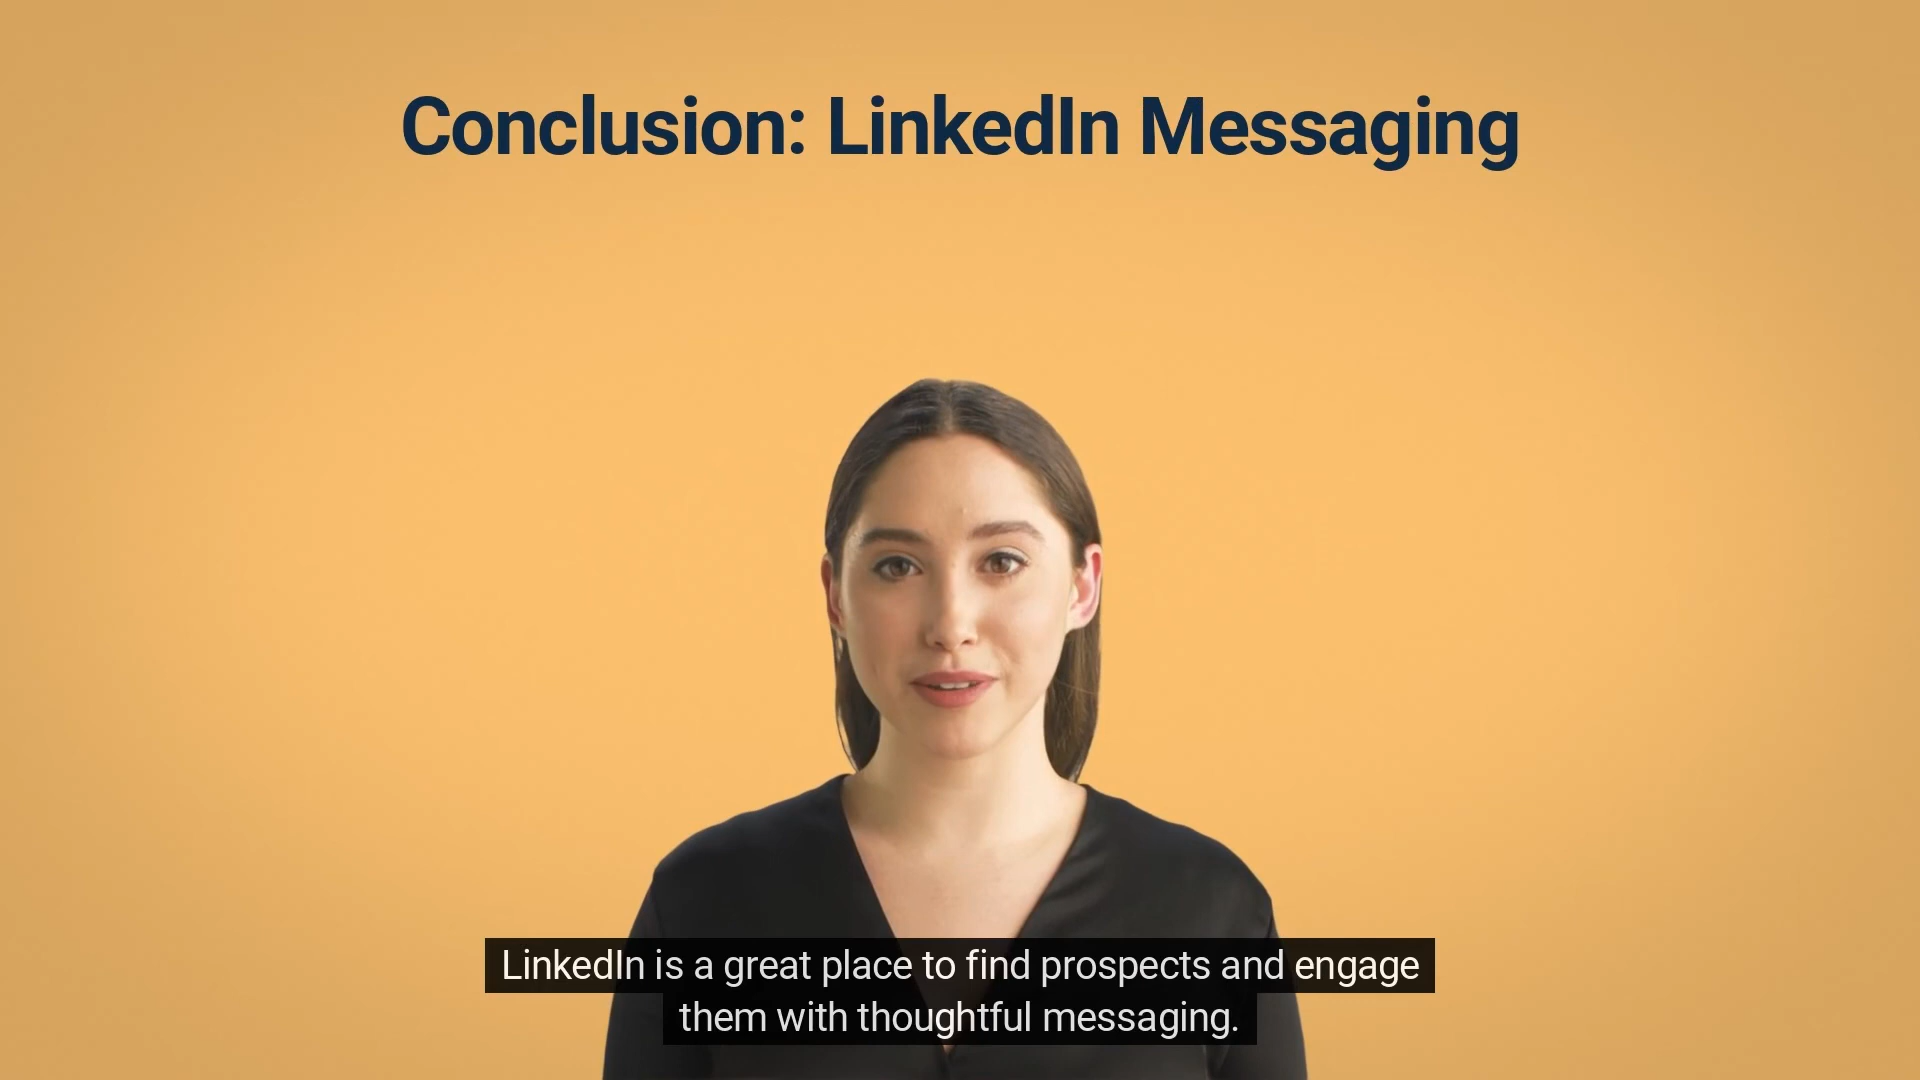 Conclusion: LinkedIn Messaging
LinkedIn is a great place to find prospects and engage
them with thoughtful messaging.